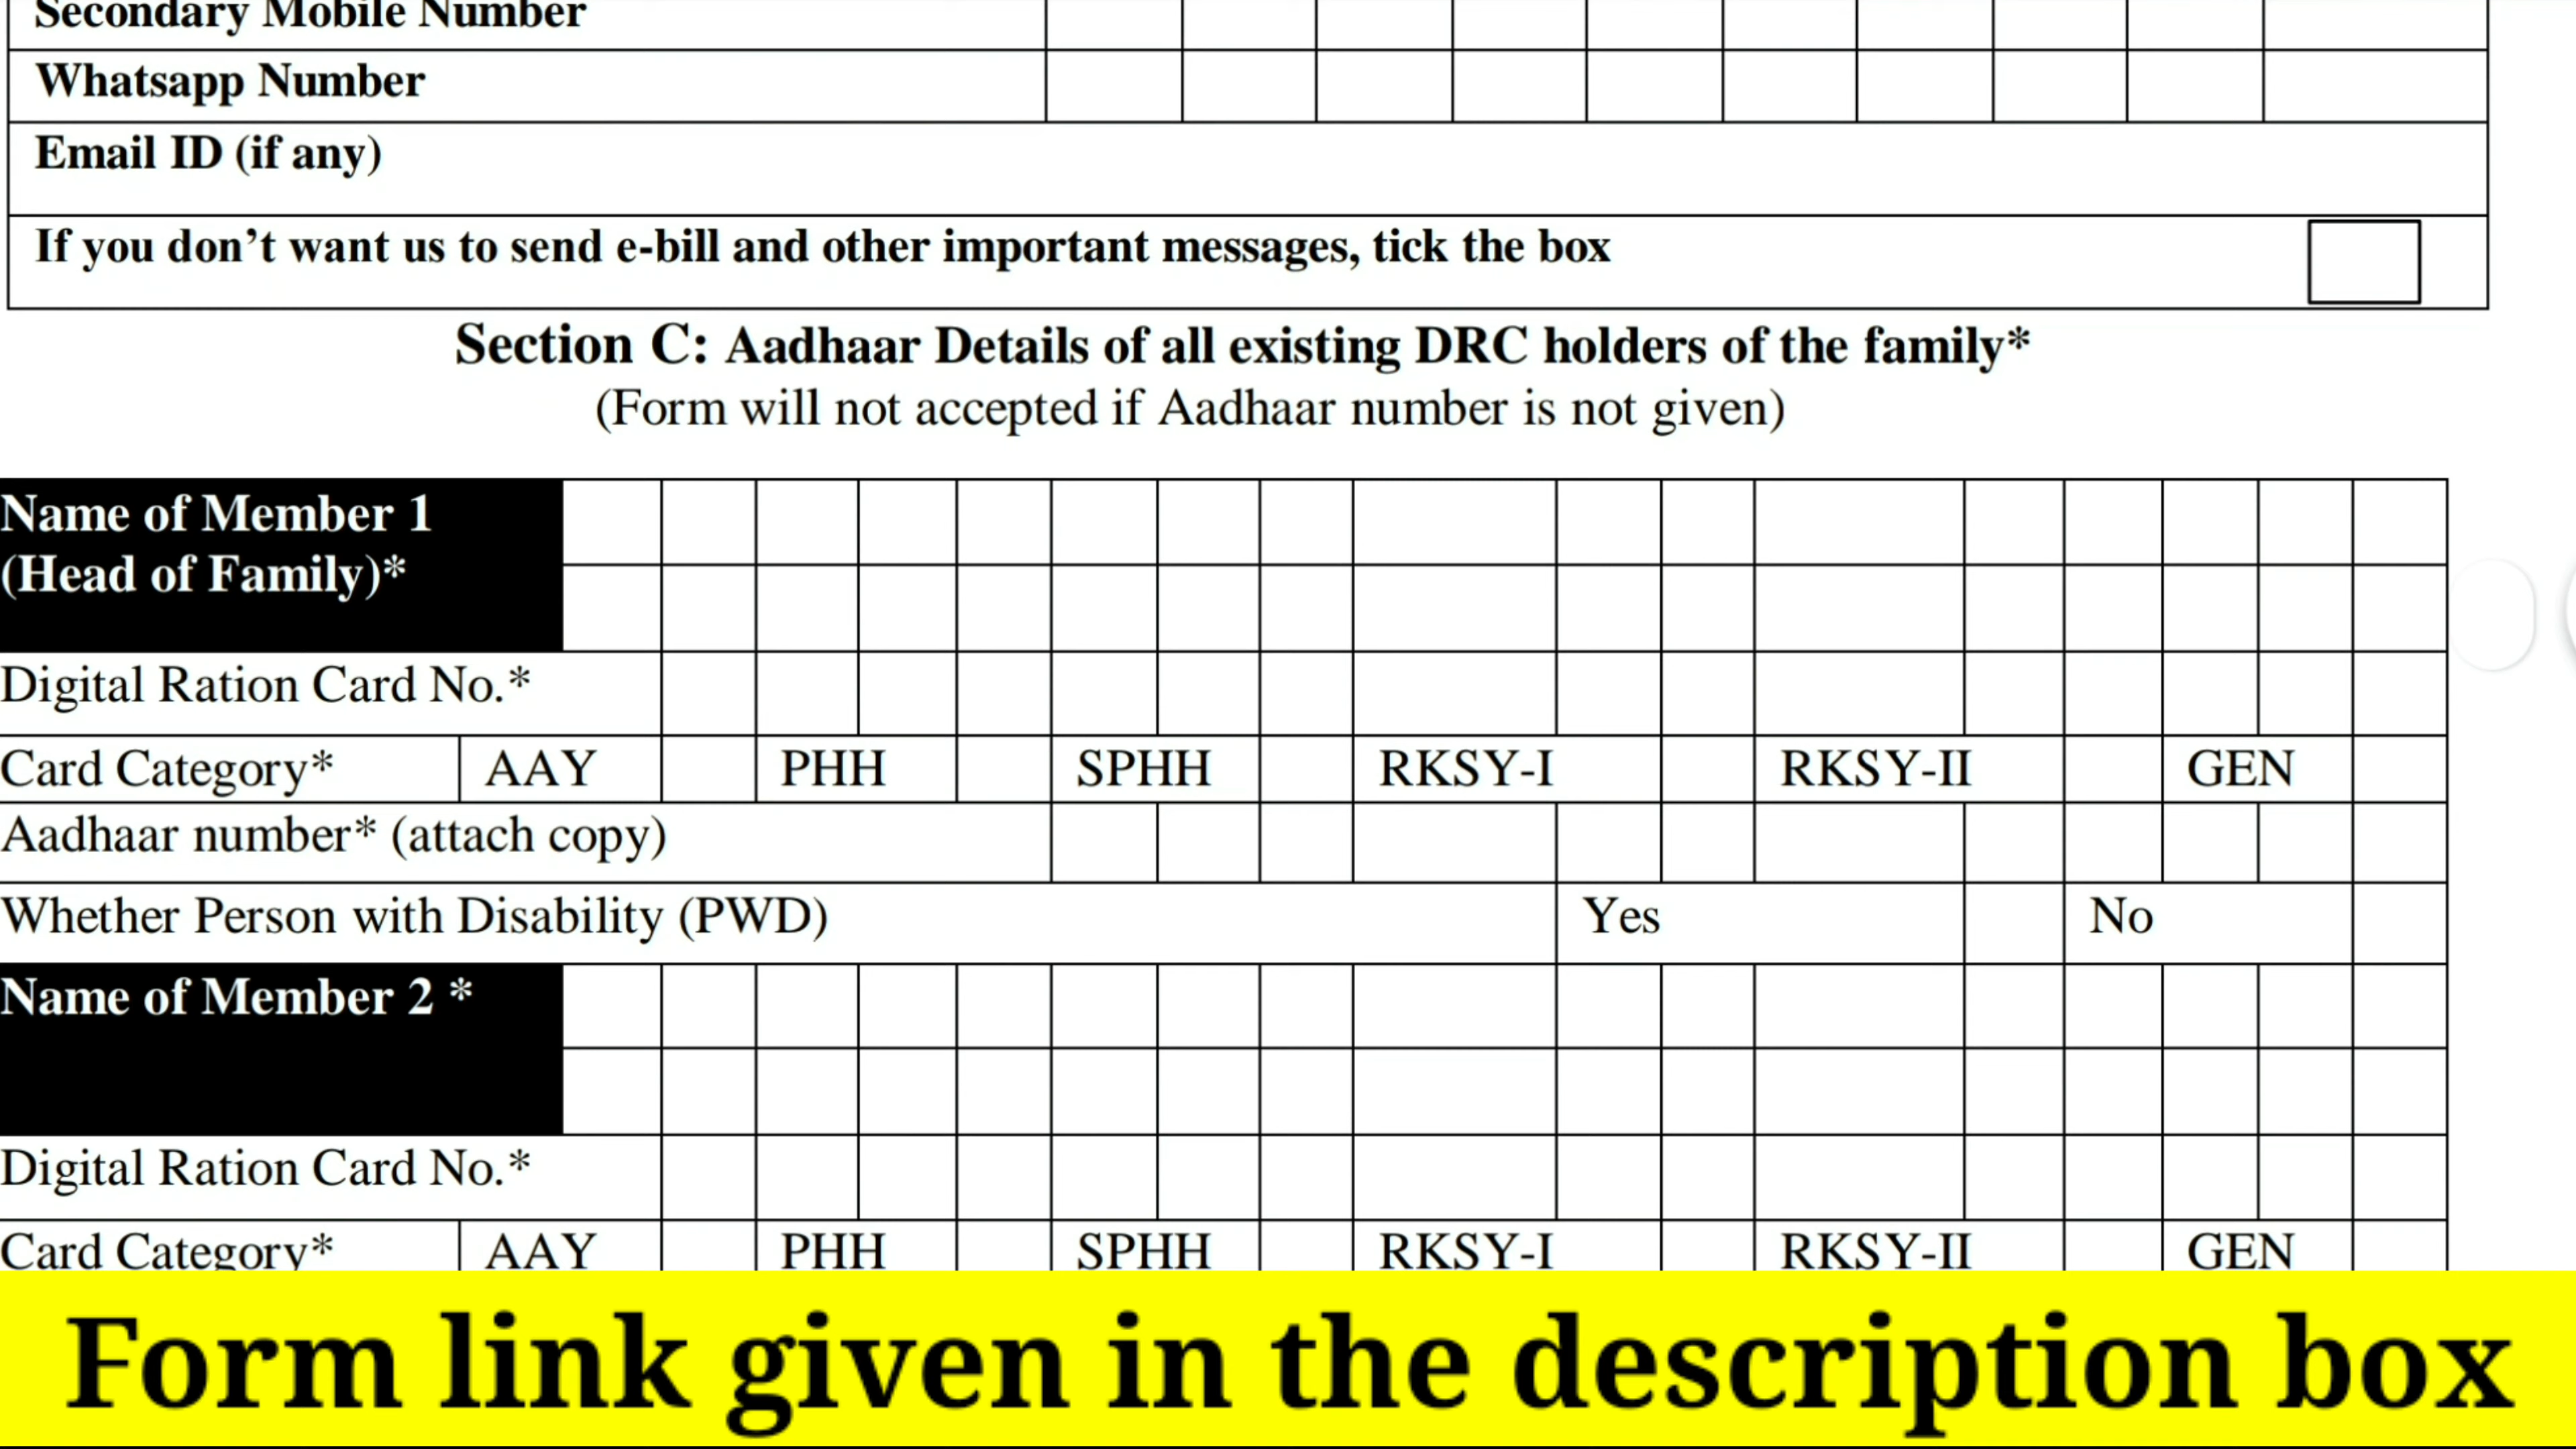 Secondary Mobile Number
Whatsapp Number
Email ID (if any)
If you don’t want us to send e-bill and other important messages, tick the box
Section C: Aadhaar Details of all existing DRC holders of the family*
(Form will not accepted if Aadhaar number is not given)
Name of Member 1
(Head of Family)*
Digital Ration Card No.*
Card Category* AAY PHH SPHH RKSY-I RKSY-II GEN
Aadhaar number* (attach copy)
Whether Person with Disability (PWD) Yes No
Name of Member 2 *
Digital Ration Card No.*
Card Category* AAY PHH SPHH RKSY-I RKSY-II GEN
Form link given in the description box